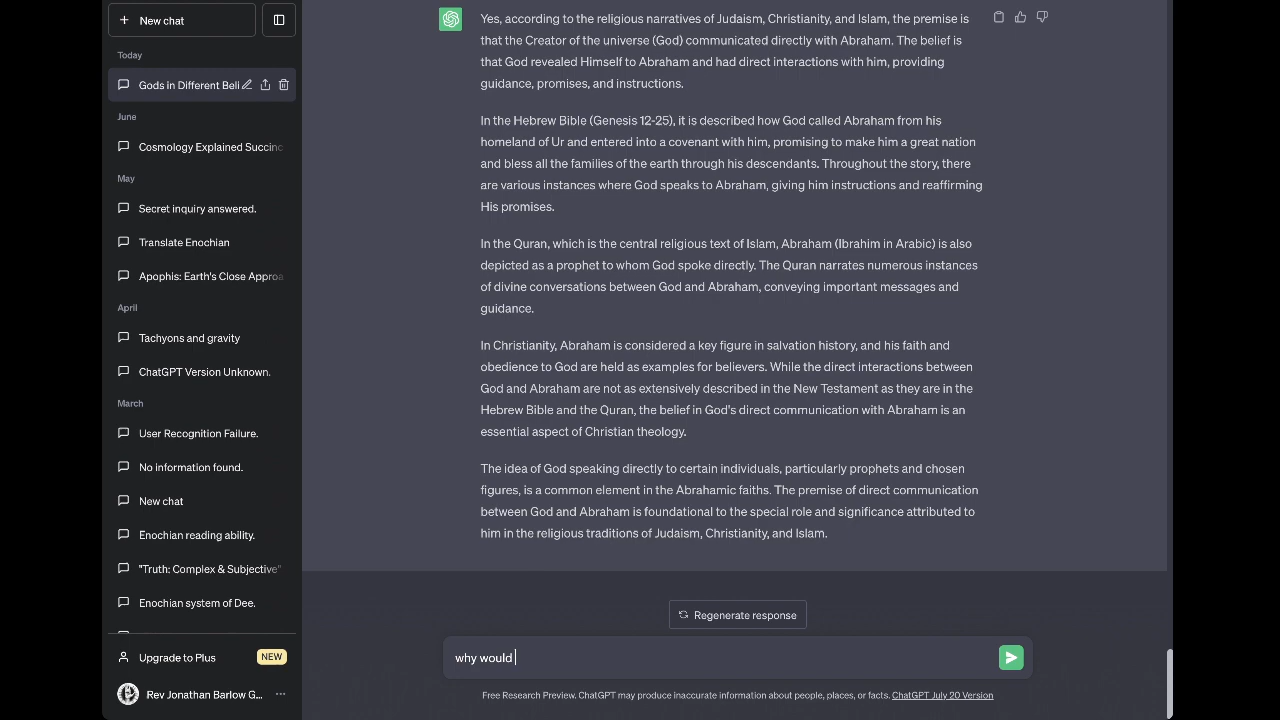 New chat
Today
Gods in Different Beli
June
Cosmology Explained Succinc
May
Secret inquiry answered.
Translate Enochian
Apophis: Earth's Close Approa
April
Tachyons and gravity
ChatGPT Version Unknown.
March
User Recognition Failure.
No information found.
New chat
Enochian reading ability.
"Truth: Complex & Subjective"
Enochian system of Dee.
Upgrade to Plus
NEW
Rev Jonathan Barlow G...
Yes, according to the religious narratives of Judaism, Christianity, and Islam, the premise is
that the Creator of the universe (God) communicated directly with Abraham. The belief is
that God revealed Himself to Abraham and had direct interactions with him, providing
guidance, promises, and instructions.
In the Hebrew Bible (Genesis 12-25), it is described how God called Abraham from his
homeland of Ur and entered into a covenant with him, promising to make him a great nation
and bless all the families of the earth through his descendants. Throughout the story, there
are various instances where God speaks to Abraham, giving him instructions and reaffirming
His promises.
In the Quran, which is the central religious text of Islam, Abraham (Ibrahim in Arabic) is also
depicted as a prophet to whom God spoke directly. The Quran narrates numerous instances
of divine conversations between God and Abraham, conveying important messages and
guidance.
In Christianity, Abraham is considered a key figure in salvation history, and his faith and
obedience to God are held as examples for believers. While the direct interactions between
God and Abraham are not as extensively described in the New Testament as they are in the
Hebrew Bible and the Quran, the belief in God's direct communication with Abraham is an
essential aspect of Christian theology.
The idea of God speaking directly to certain individuals, particularly prophets and chosen
figures, is a common element in the Abrahamic faiths. The premise of direct communication
between God and Abraham is foundational to the special role and significance attributed to
him in the religious traditions of Judaism, Christianity, and Islam.
Regenerate response
why would
Free Research Preview. ChatGPT may produce inaccurate information about people, places, or facts. ChatGPT July 20 Version